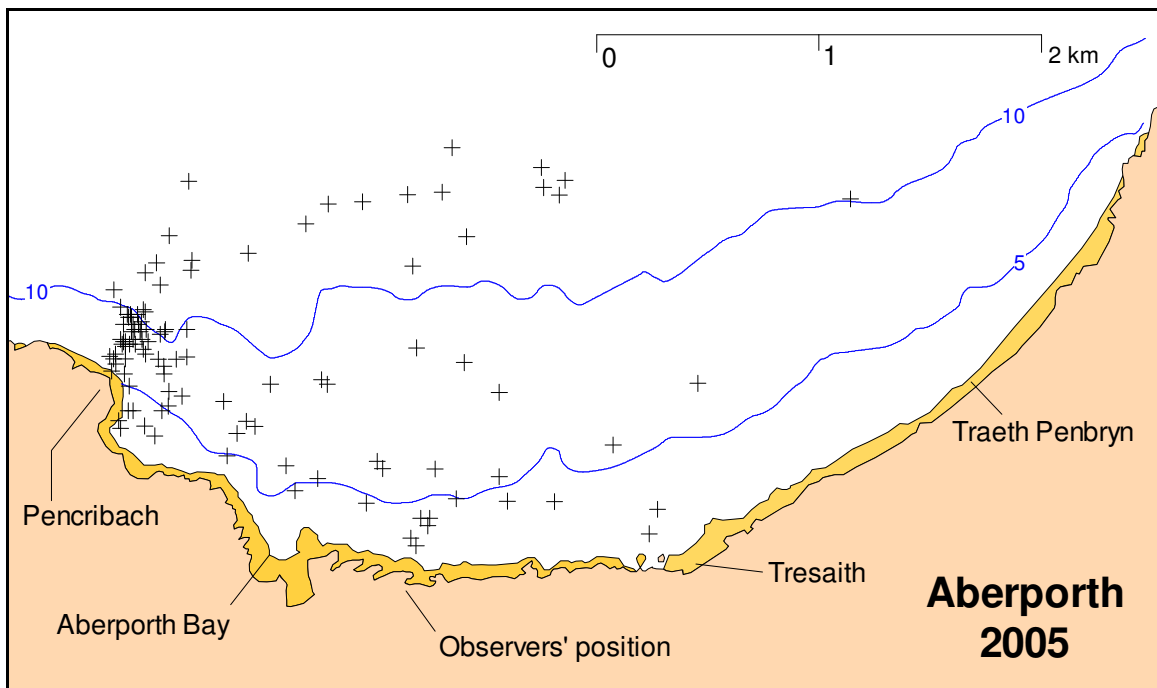 0
1
2 km
10
5
10
Traeth Penbryn
Pencribach
Tresaith
Aberporth Bay
Observers' position
Aberporth
2005